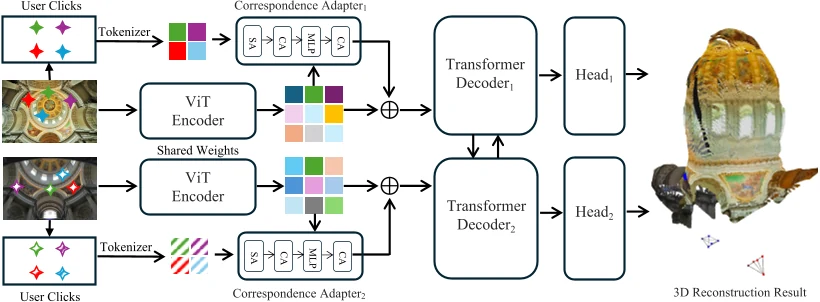 User Clicks
Tokenizer
Correspondence Adapter1
SA
CA
MLP
CA
ViT
Encoder
Shared Weights
ViT
Encoder
Transformer
Decoder1
Head1
Transformer
Decoder2
Head2
Tokenizer
SA
CA
MLP
CA
User Clicks
Correspondence Adapter2
3D Reconstruction Result